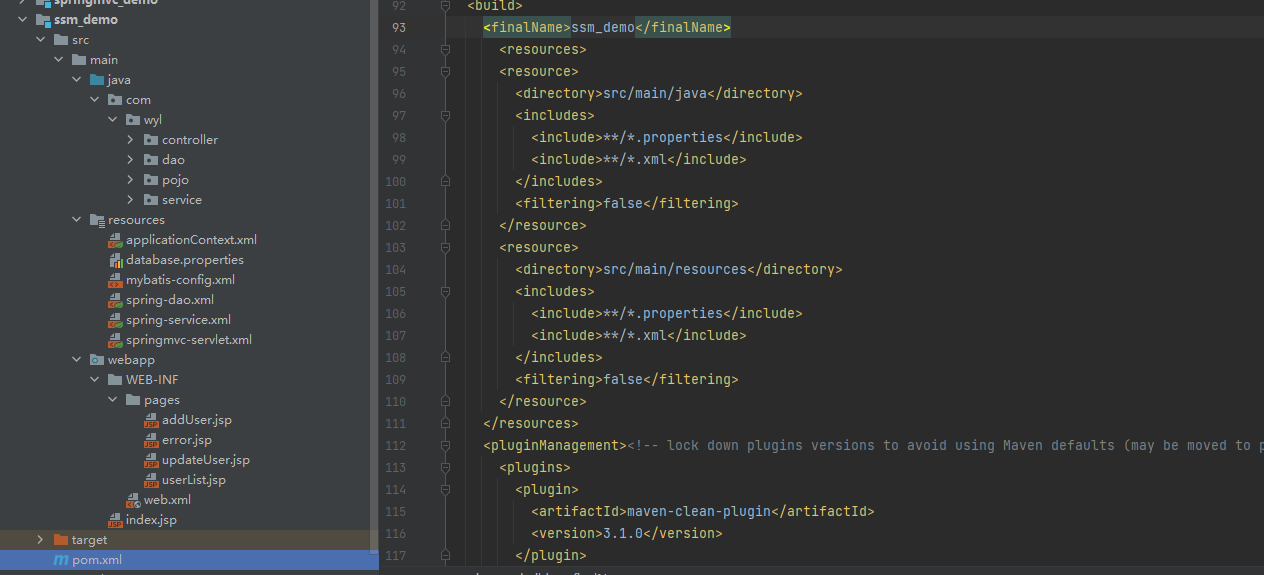 springmvc_demo
ssm_demo
src
main
java
com
wyl
controller
dao
pojo
service
resources
applicationContext.xml
database.properties
mybatis-config.xml
spring-dao.xml
spring-service.xml
springmvc-servlet.xml
webapp
WEB-INF
pages
addUser.jsp
error.jsp
updateUser.jsp
userList.jsp
web.xml
index.jsp
target
pom.xml
92 <build>
93 <finalName>ssm_demo</finalName>
94 <resources>
95 <resource>
96 <directory>src/main/java</directory>
97 <includes>
98 <include>**/*.properties</include>
99 <include>**/*.xml</include>
100 </includes>
101 <filtering>false</filtering>
102 </resource>
103 <resource>
104 <directory>src/main/resources</directory>
105 <includes>
106 <include>**/*.properties</include>
107 <include>**/*.xml</include>
108 </includes>
109 <filtering>false</filtering>
110 </resource>
111 </resources>
112 <pluginManagement><!-- lock down plugins versions to avoid using Maven defaults (may be moved to p
113 <plugins>
114 <plugin>
115 <artifactId>maven-clean-plugin</artifactId>
116 <version>3.1.0</version>
117 </plugin>